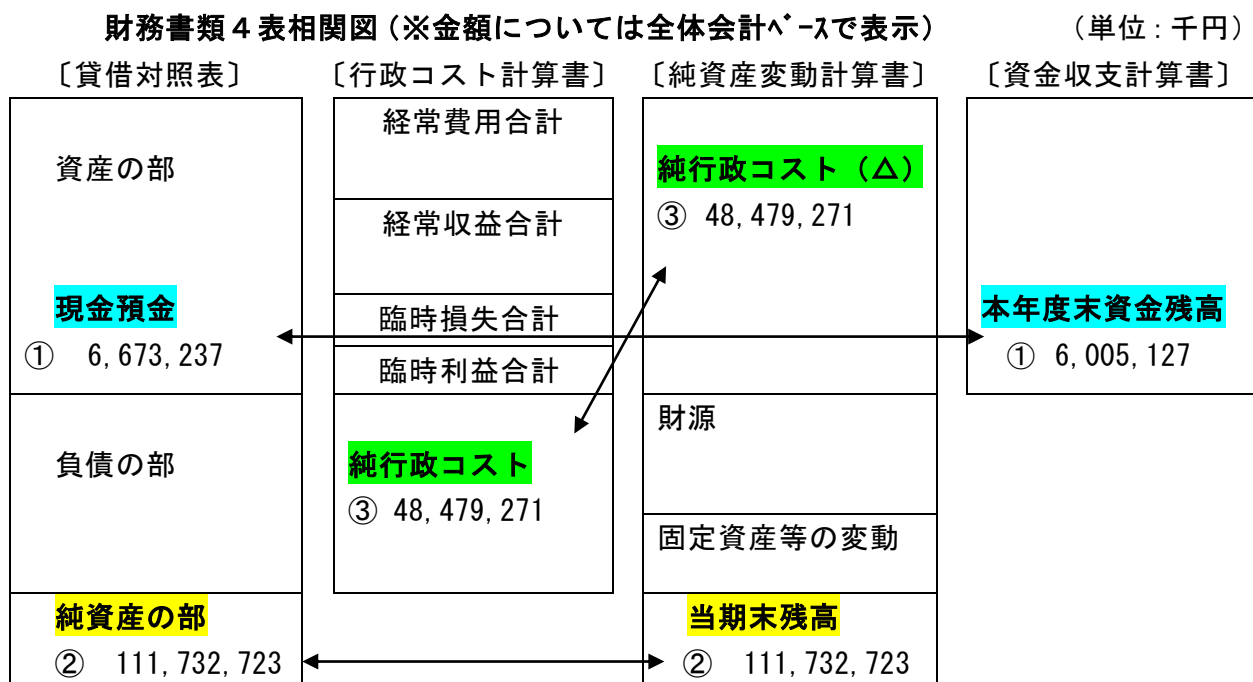 財務書類４表相関図（※金額については全体会計ﾍﾞｰｽで表示）　（単位：千円）
〔貸借対照表〕　〔行政コスト計算書〕　〔純資産変動計算書〕　〔資金収支計算書〕
資産の部
現金預金
①　6,673,237
負債の部
純資産の部
②　111,732,723
経常費用合計
経常収益合計
臨時損失合計
臨時利益合計
純行政コスト
③ 48,479,271
純行政コスト（△）
③ 48,479,271
財源
固定資産等の変動
当期末残高
②　111,732,723
本年度末資金残高
① 6,005,127